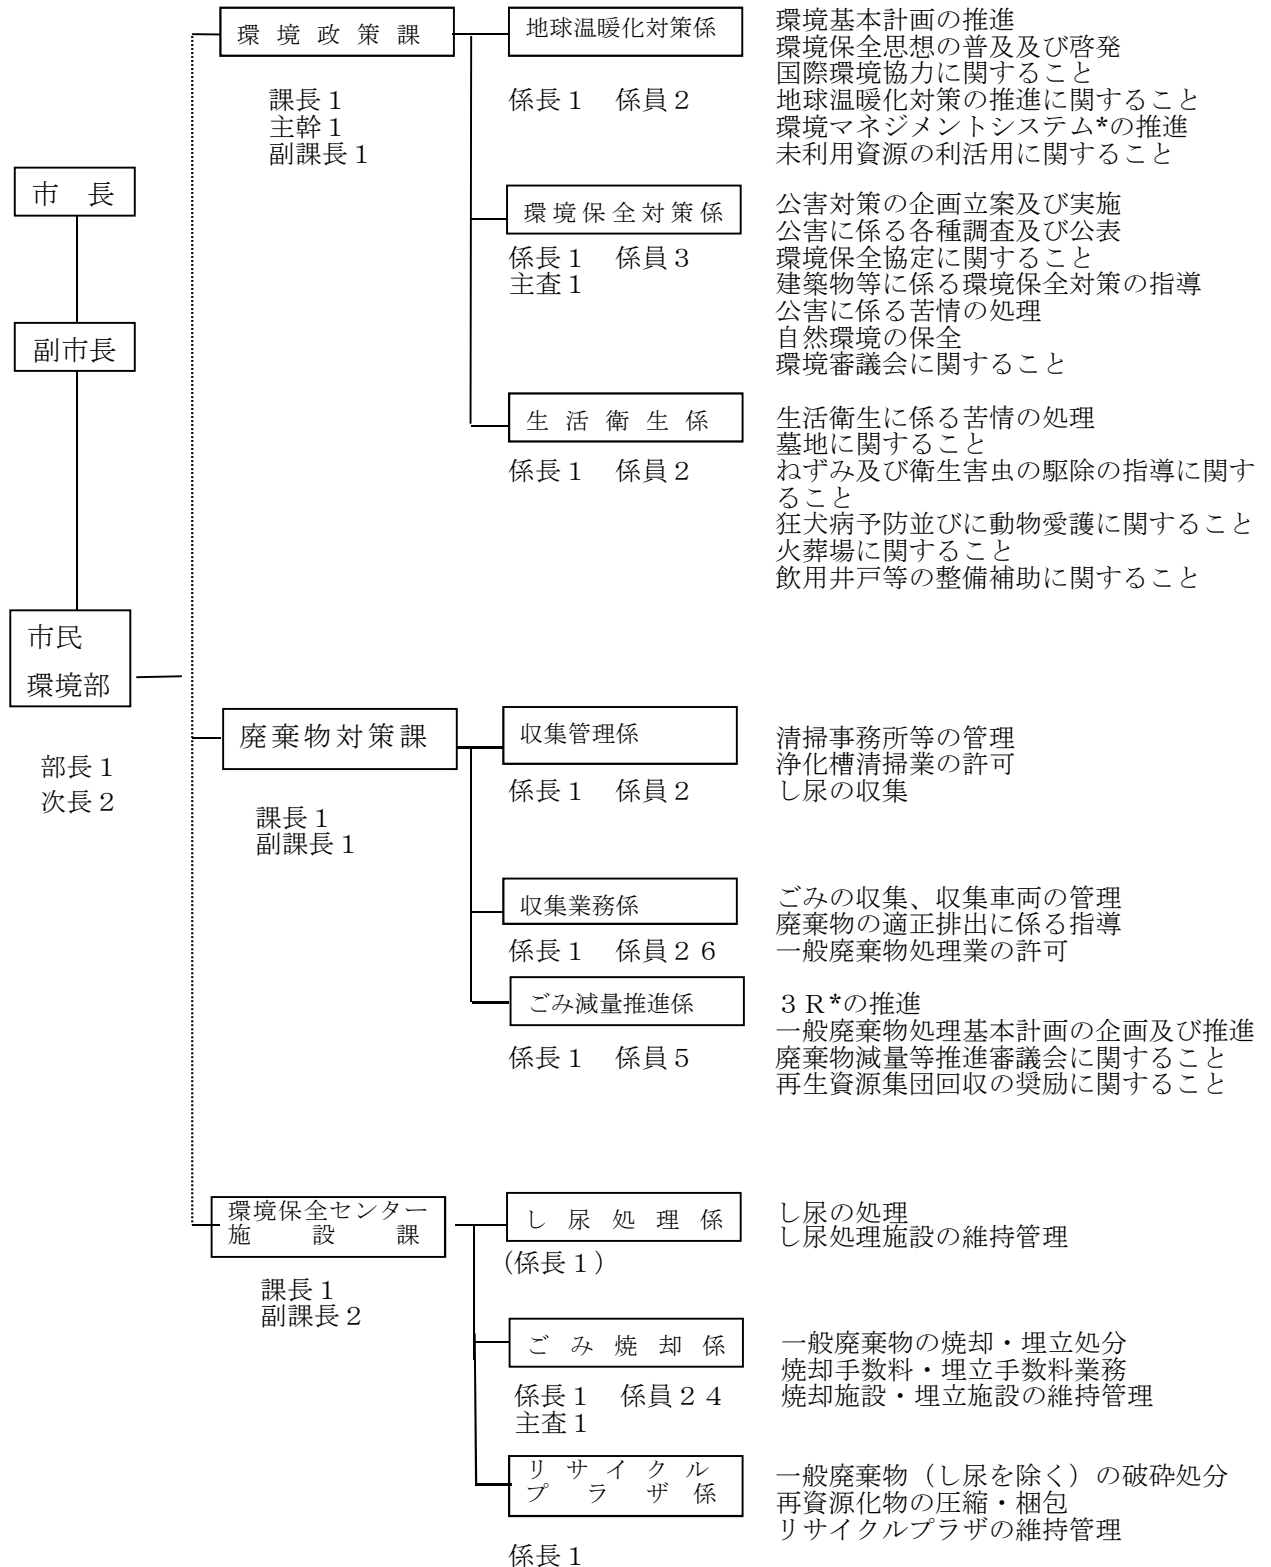 市　長
副市長
市民
環境部
部長１
次長２
環 境 政 策 課
課長１
主幹１
副課長１
地球温暖化対策係
係長１　係員２
環境基本計画の推進
環境保全思想の普及及び啓発
国際環境協力に関すること
地球温暖化対策の推進に関すること
環境マネジメントシステム*の推進
未利用資源の利活用に関すること
環境保全対策係
係長１　係員３
主査１
公害対策の企画立案及び実施
公害に係る各種調査及び公表
環境保全協定に関すること
建築物等に係る環境保全対策の指導
公害に係る苦情の処理
自然環境の保全
環境審議会に関すること
生 活 衛 生 係
係長１　係員２
生活衛生に係る苦情の処理
墓地に関すること
ねずみ及び衛生害虫の駆除の指導に関す
ること
狂犬病予防並びに動物愛護に関すること
火葬場に関すること
飲用井戸等の整備補助に関すること
廃棄物対策課
課長１
副課長１
収集管理係
係長１　係員２
清掃事務所等の管理
浄化槽清掃業の許可
し尿の収集
収集業務係
係長１　係員２６
ごみの収集、収集車両の管理
廃棄物の適正排出に係る指導
一般廃棄物処理業の許可
ごみ減量推進係
係長１　係員５
３Ｒ*の推進
一般廃棄物処理基本計画の企画及び推進
廃棄物減量等推進審議会に関すること
再生資源集団回収の奨励に関すること
環境保全センター
施　設　課
課長１
副課長２
し 尿 処 理 係
(係長１)
し尿の処理
し尿処理施設の維持管理
ご み 焼 却 係
係長１　係員２４
主査１
一般廃棄物の焼却・埋立処分
焼却手数料・埋立手数料業務
焼却施設・埋立施設の維持管理
リ サ イ ク ル
プ ラ ザ 係
係長１
一般廃棄物（し尿を除く）の破砕処分
再資源化物の圧縮・梱包
リサイクルプラザの維持管理